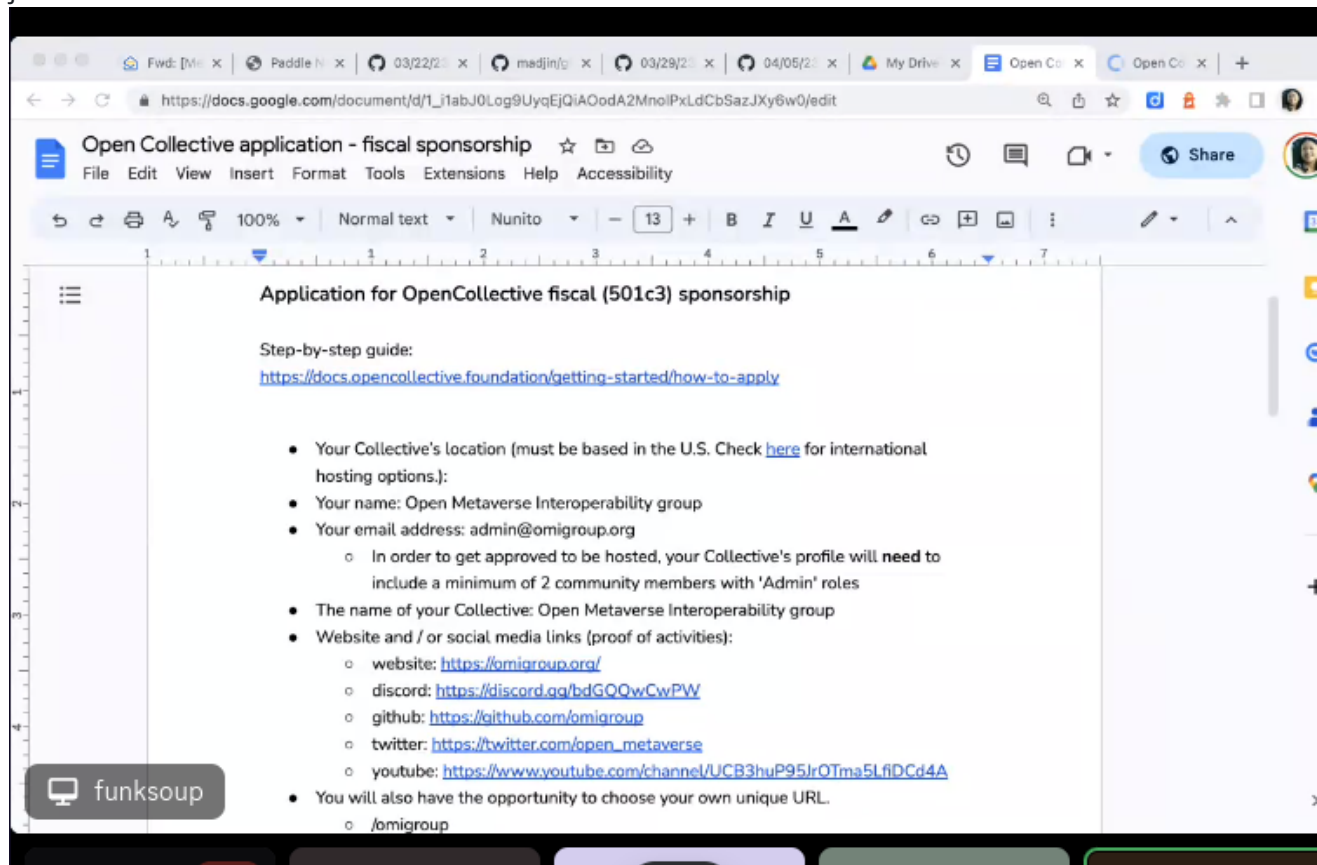 Fwd: [Me
Paddle N
03/22/2
madjin/g
03/29/2
04/05/2
My Drive
Open Co
Open Co
https://docs.google.com/document/d/1_i1abJ0Log9UyqEjQiAOodA2MnolPxLdCbSazJXy6w0/edit
Open Collective application - fiscal sponsorship
File Edit View Insert Format Tools Extensions Help Accessibility
Share
100% Normal text Nunito − 13 + B I U A
1 1 2 3 4 5 6 7
Application for OpenCollective fiscal (501c3) sponsorship
Step-by-step guide:
https://docs.opencollective.foundation/getting-started/how-to-apply
● Your Collective's location (must be based in the U.S. Check here for international
hosting options.):
● Your name: Open Metaverse Interoperability group
● Your email address: admin@omigroup.org
○ In order to get approved to be hosted, your Collective's profile will need to
include a minimum of 2 community members with 'Admin' roles
● The name of your Collective: Open Metaverse Interoperability group
● Website and / or social media links (proof of activities):
○ website: https://omigroup.org/
○ discord: https://discord.gg/bdGQQwCwPW
○ github: https://github.com/omigroup
○ twitter: https://twitter.com/open_metaverse
○ youtube: https://www.youtube.com/channel/UCB3huP95JrOTma5LfiDCd4A
● You will also have the opportunity to choose your own unique URL.
○ /omigroup
funksoup